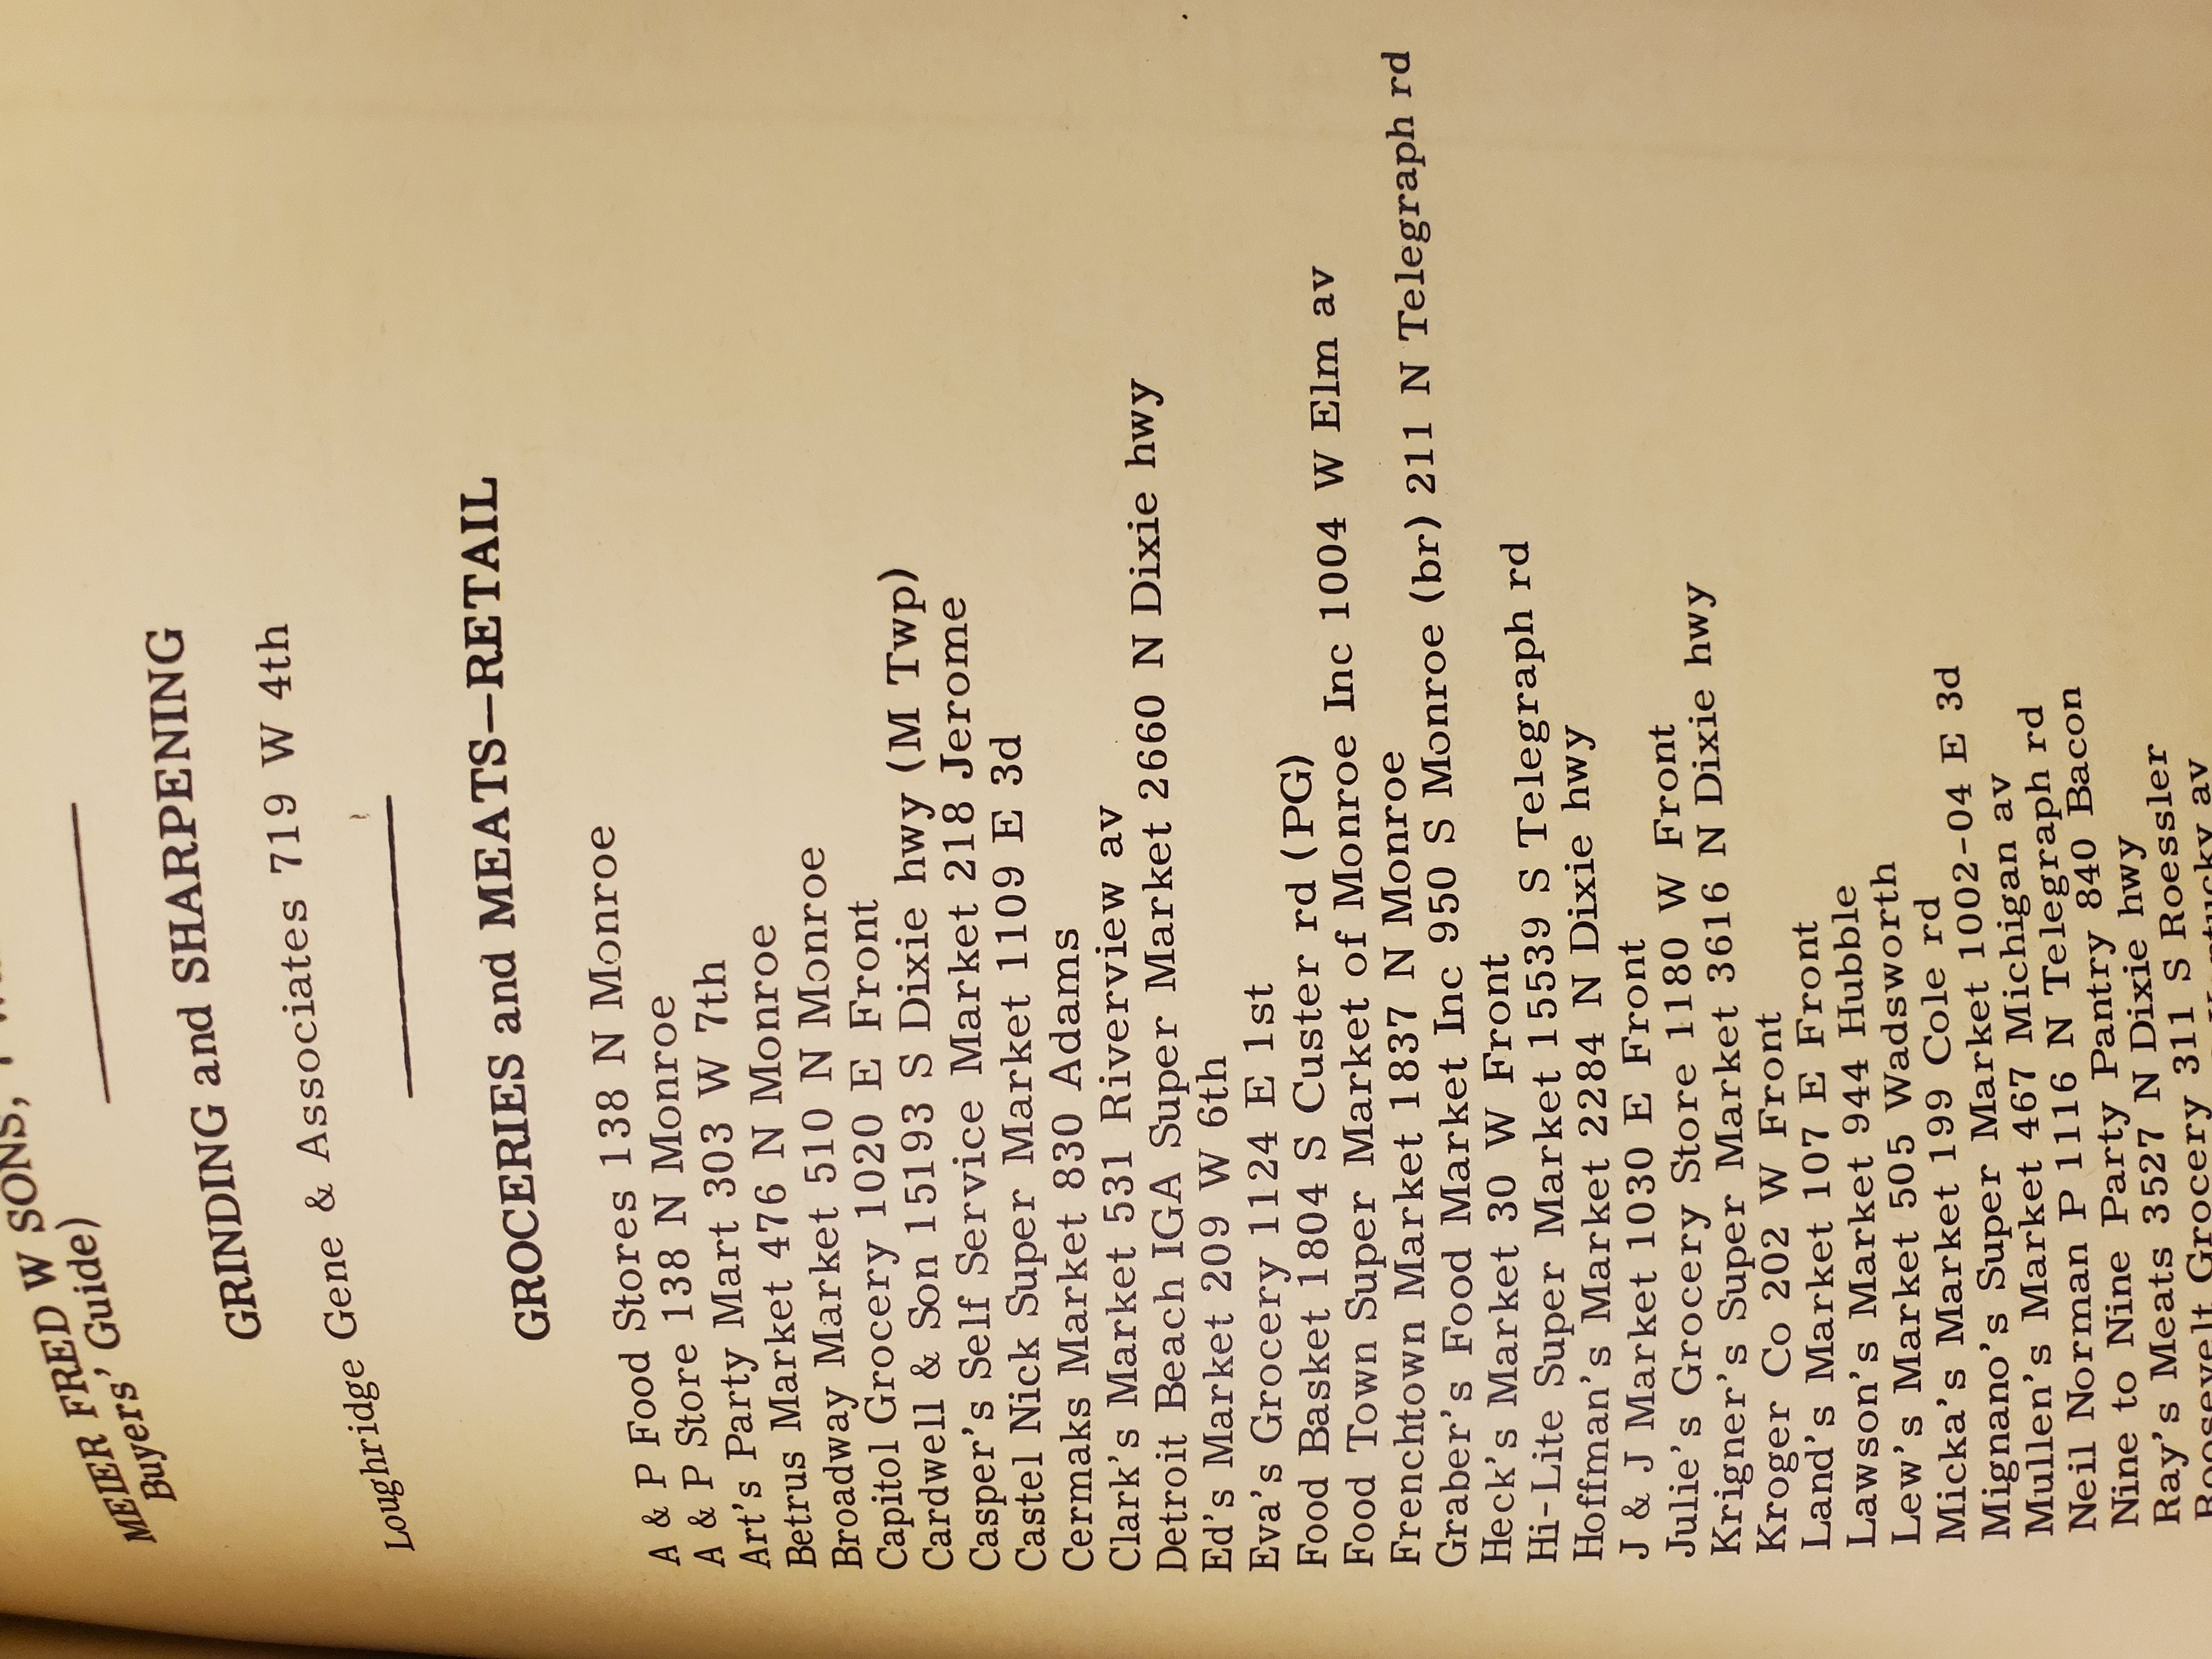 MEIER FRED W SONS,
Buyers' Guide)
GRINDING and SHARPENING
Loughridge Gene & Associates 719 W 4th
GROCERIES and MEATS—RETAIL
A & P Food Stores 138 N Monroe
A & P Store 138 N Monroe
Art's Party Mart 303 W 7th
Betrus Market 476 N Monroe
Broadway Market 510 N Monroe
Capitol Grocery 1020 E Front
Cardwell & Son 15193 S Dixie hwy (M Twp)
Casper's Self Service Market 218 Jerome
Castel Nick Super Market 1109 E 3d
Cermaks Market 830 Adams
Clark's Market 531 Riverview av
Detroit Beach IGA Super Market 2660 N Dixie hwy
Ed's Market 209 W 6th
Eva's Grocery 1124 E 1st
Food Basket 1804 S Custer rd (PG)
Food Town Super Market of Monroe Inc 1004 W Elm av
Frenchtown Market 1837 N Monroe
Graber's Food Market Inc 950 S Monroe (br) 211 N Telegraph rd
Heck's Market 30 W Front
Hi-Lite Super Market 15539 S Telegraph rd
Hoffman's Market 2284 N Dixie hwy
J & J Market 1030 E Front
Julie's Grocery Store 1180 W Front
Krigner's Super Market 3616 N Dixie hwy
Kroger Co 202 W Front
Land's Market 107 E Front
Lawson's Market 944 Hubble
Lew's Market 505 Wadsworth
Micka's Market 199 Cole rd
Mignano's Super Market 1002-04 E 3d
Mullen's Market 467 Michigan av
Neil Norman P 1116 N Telegraph rd
Nine to Nine Party Pantry 840 Bacon
Ray's Meats 3527 N Dixie hwy
Roosevelt Grocery 311 S Roessler